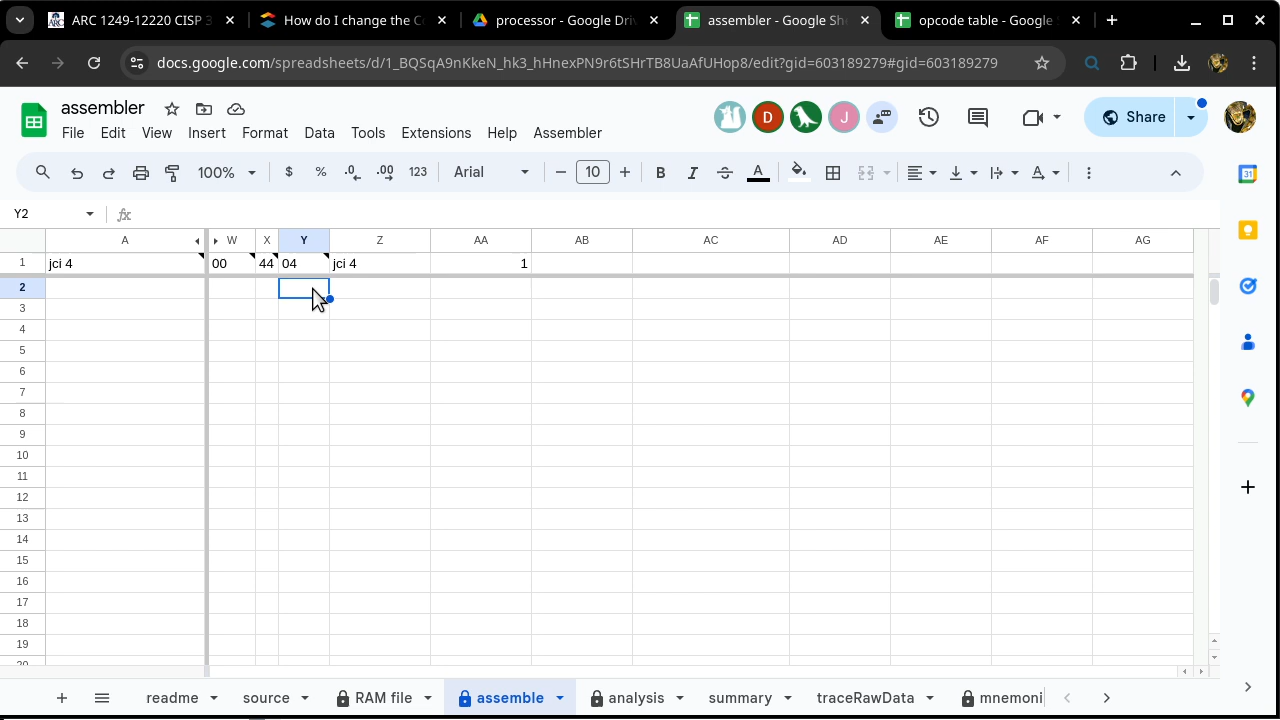 ARC 1249-12220 CISP 3
How do I change the C
processor - Google Dri
assembler - Google She
opcode table - Google S
docs.google.com/spreadsheets/d/1_BQSqA9nKkeN_hk3_hHnexPN9r6tSHrTB8UaAfUHop8/edit?gid=603189279#gid=603189279
assembler
File Edit View Insert Format Data Tools Extensions Help Assembler
D J Share
100% $ % .0 .00 123 Arial 10 B I S A
Y2 fx
A W X Y Z AA AB AC AD AE AF AG
1 jci 4 00 44 04 jci 4 1
2
3
4
5
6
7
8
9
10
11
12
13
14
15
16
17
18
19
20
31
readme source RAM file assemble analysis summary traceRawData mnemoni